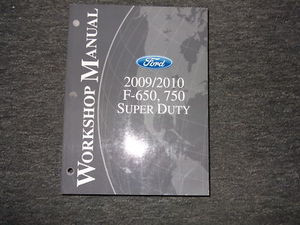 WORKSHOP MANUAL
Ford
2009/2010
F-650, 750
SUPER DUTY